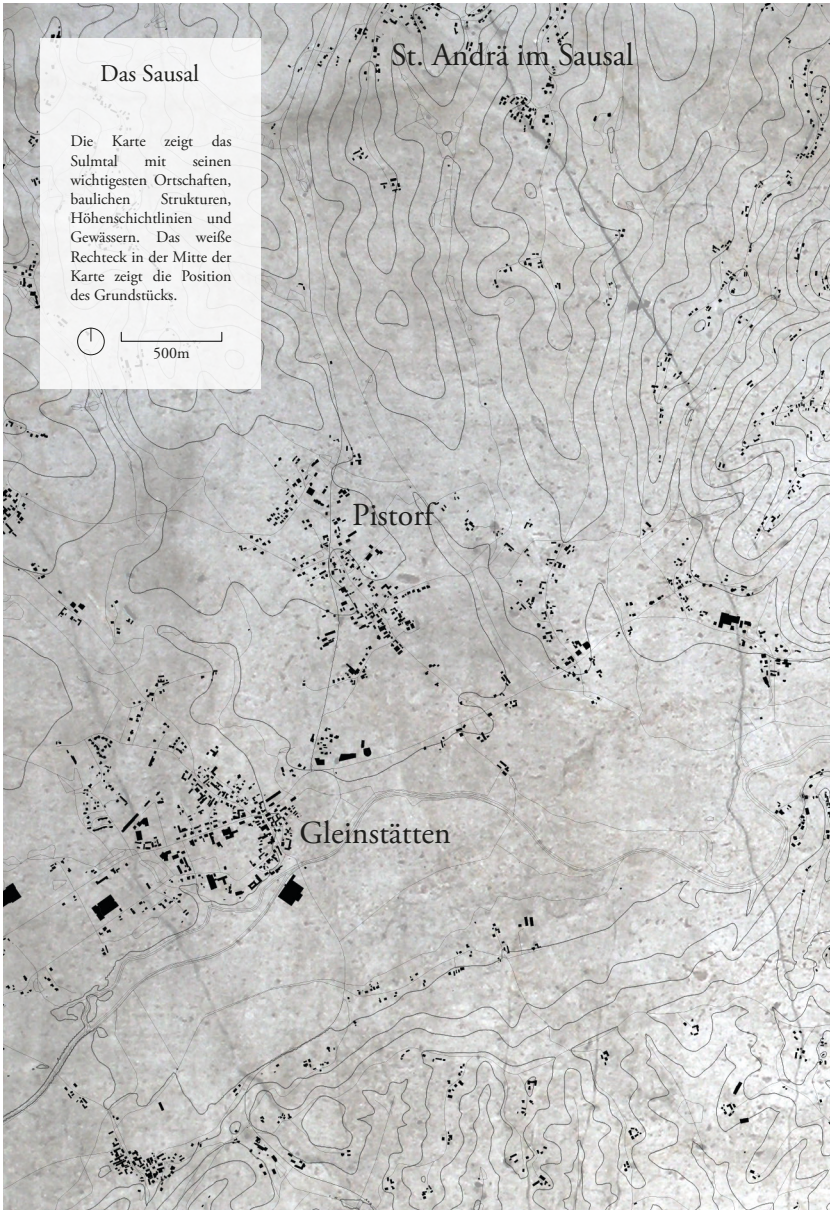 St. Andrä im Sausal
Das Sausal
Die Karte zeigt das
Sulmtal mit seinen
wichtigesten Ortschaften,
baulichen Strukturen,
Höhenschichtlinien und
Gewässern. Das weiße
Rechteck in der Mitte der
Karte zeigt die Position
des Grundstücks.
500m
Pistorf
Gleinstätten